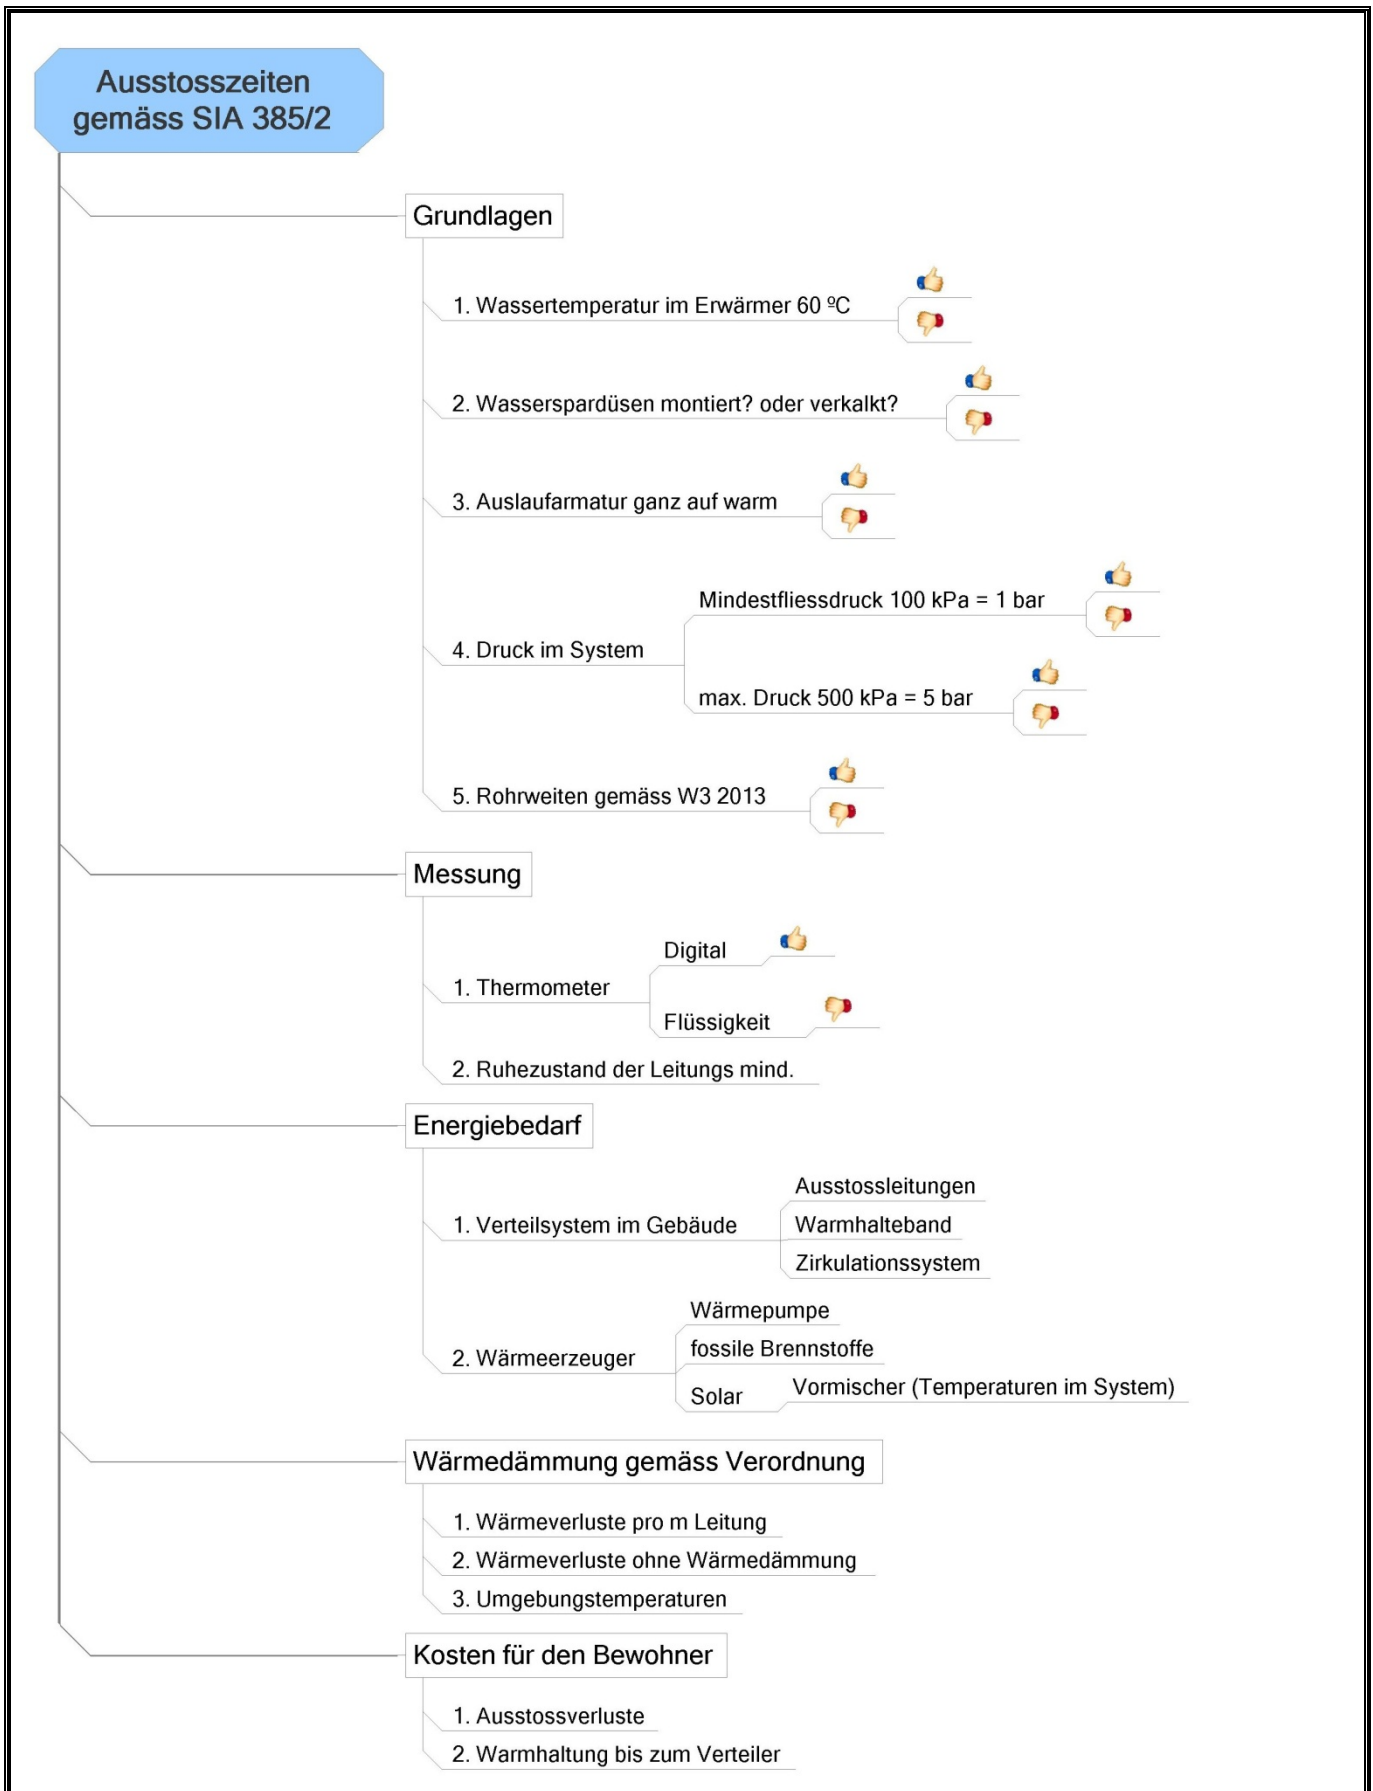 Ausstosszeiten
gemäss SIA 385/2
Grundlagen
1. Wassertemperatur im Erwärmer 60 ºC
2. Wasserspardüsen montiert? oder verkalkt?
3. Auslaufarmatur ganz auf warm
4. Druck im System
Mindestfliessdruck 100 kPa = 1 bar
max. Druck 500 kPa = 5 bar
5. Rohrweiten gemäss W3 2013
Messung
1. Thermometer
Digital
Flüssigkeit
2. Ruhezustand der Leitungs mind.
Energiebedarf
1. Verteilsystem im Gebäude
Ausstossleitungen
Warmhalteband
Zirkulationssystem
2. Wärmeerzeuger
Wärmepumpe
fossile Brennstoffe
Solar
Vormischer (Temperaturen im System)
Wärmedämmung gemäss Verordnung
1. Wärmeverluste pro m Leitung
2. Wärmeverluste ohne Wärmedämmung
3. Umgebungstemperaturen
Kosten für den Bewohner
1. Ausstossverluste
2. Warmhaltung bis zum Verteiler